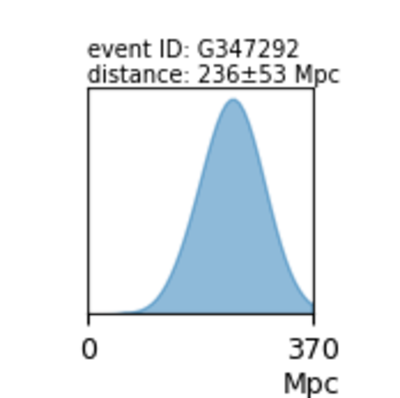 event ID: G347292
distance: 236±53 Mpc
0 370
Mpc